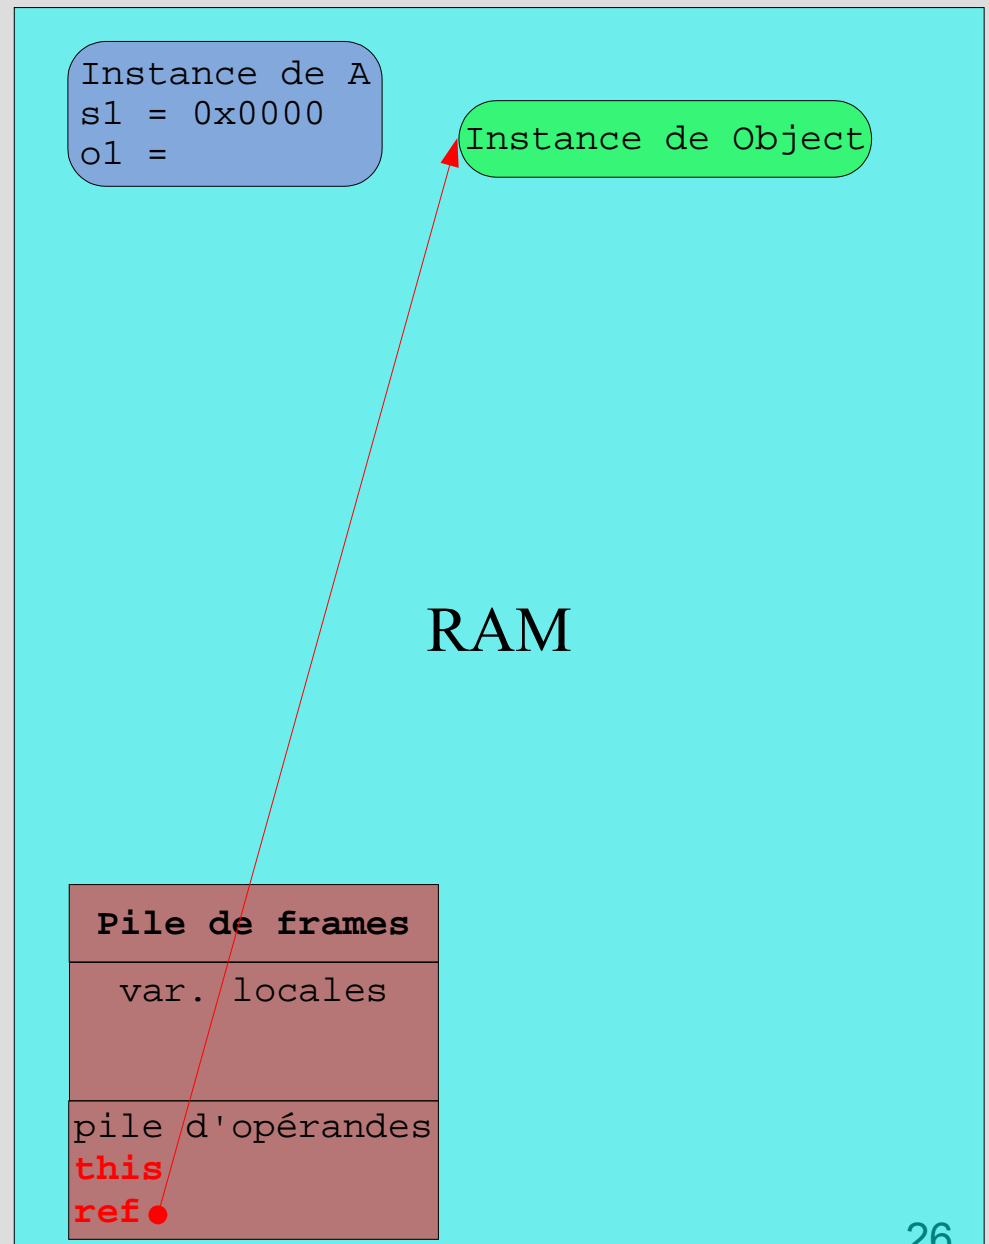 Instance de A
s1 = 0x0000
o1 =
Instance de Object
RAM
Pile de frames
var. locales
pile d'opérandes
this
ref
26